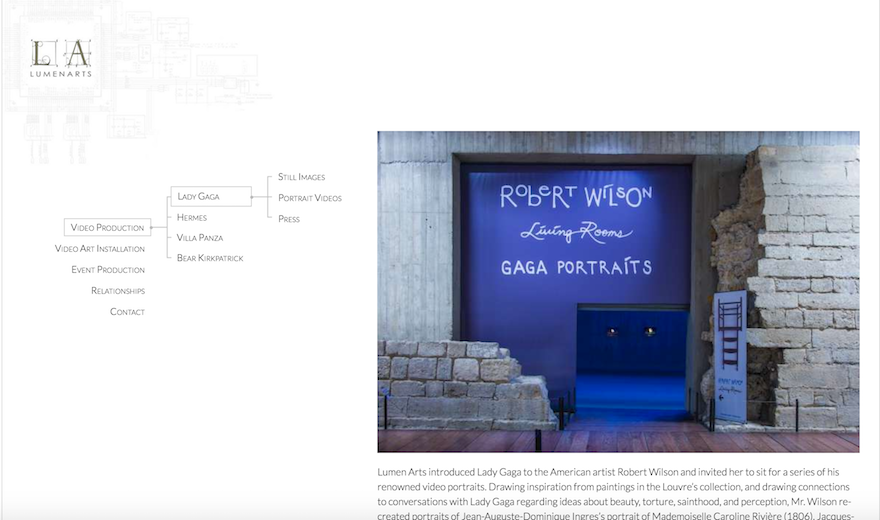 LA
LUMENARTS
LADY GAGA
STILL IMAGES
PORTRAIT VIDEOS
PRESS
HERMES
VILLA PANZA
BEAR KIRKPATRICK
VIDEO PRODUCTION
VIDEO ART INSTALLATION
EVENT PRODUCTION
RELATIONSHIPS
CONTACT
ROBERT WILSON
Living Rooms
GAGA PORTRAITS
Lumen Arts introduced Lady Gaga to the American artist Robert Wilson and invited her to sit for a series of his
renowned video portraits. Drawing inspiration from paintings in the Louvre's collection, and drawing connections
to conversations with Lady Gaga regarding ideas about beauty, torture, sainthood, and perception, Mr. Wilson re-
created portraits of Jean-Auguste-Dominique Ingres's portrait of Mademoiselle Caroline Rivière (1806), Jacques-